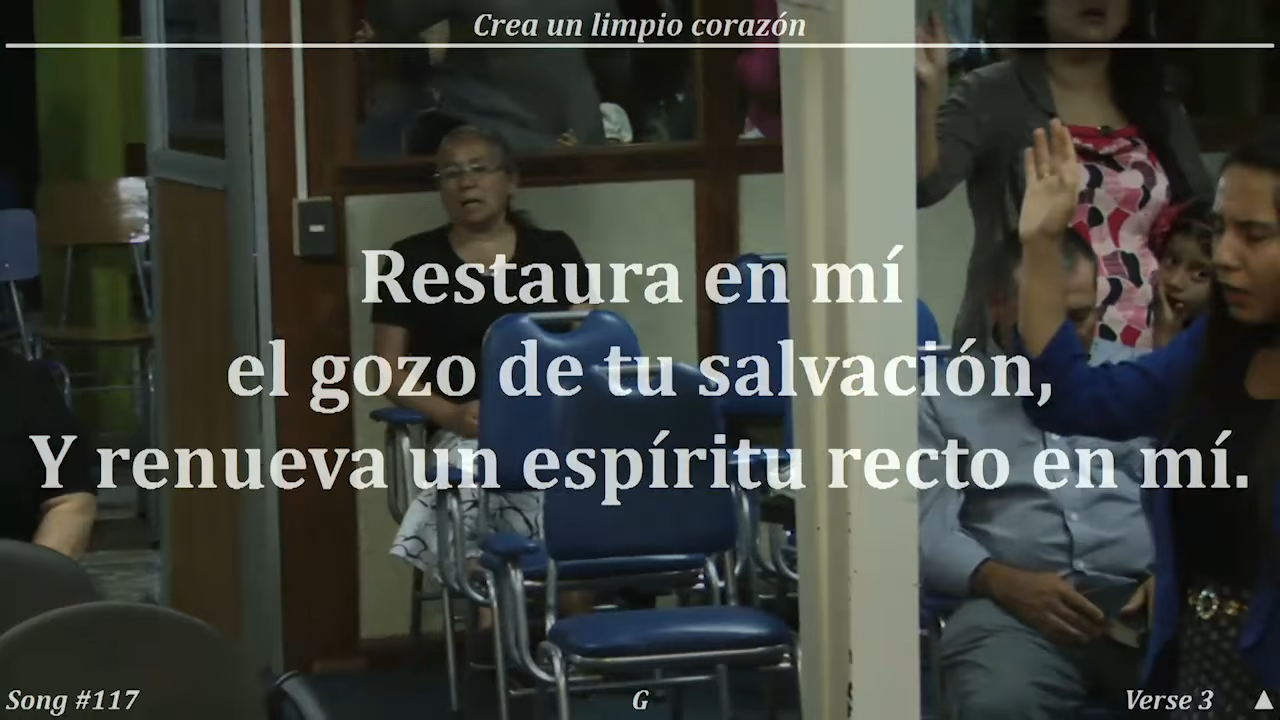 Crea un limpio corazón
Restaura en mí
el gozo de tu salvación,
Y renueva un espíritu recto en mí.
Song #117
G
Verse 3 ▲